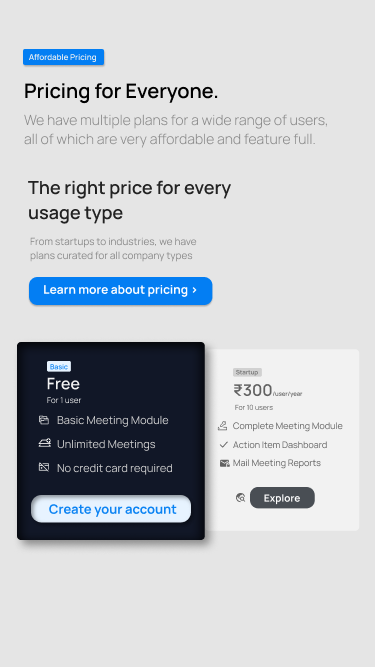 Affordable Pricing
Pricing for Everyone.
We have multiple plans for a wide range of users,
all of which are very affordable and feature full.
The right price for every
usage type
From startups to industries, we have
plans curated for all company types
Learn more about pricing ›
Basic
Free
For 1 user
Basic Meeting Module
Unlimited Meetings
No credit card required
Create your account
Startup
₹300/user/year
For 10 users
Complete Meeting Module
Action Item Dashboard
Mail Meeting Reports
Explore